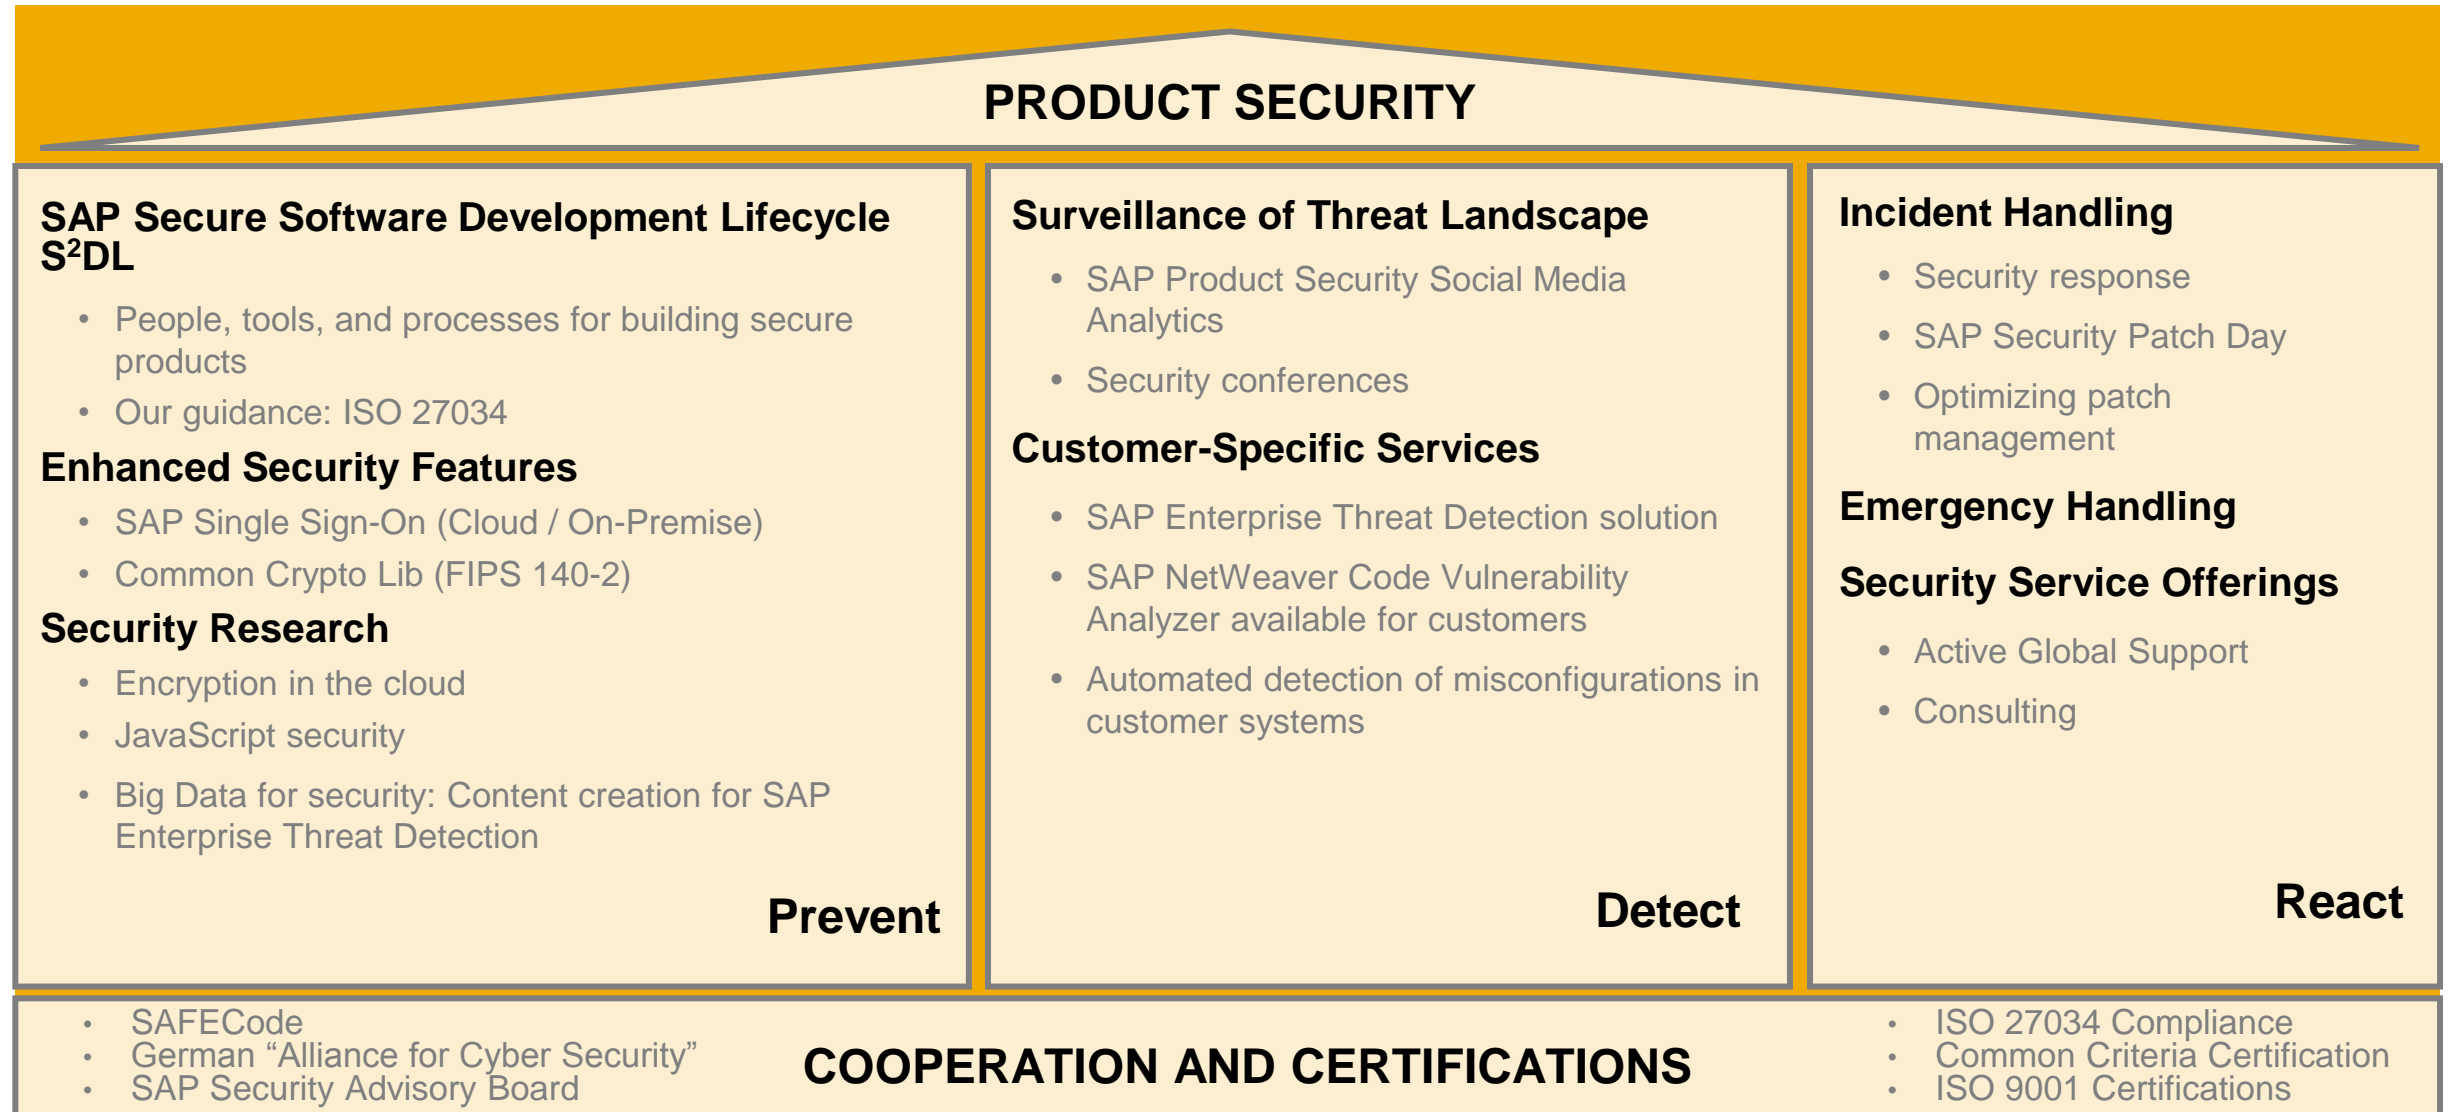 PRODUCT SECURITY
SAP Secure Software Development Lifecycle
S²DL
• People, tools, and processes for building secure
products
• Our guidance: ISO 27034
Enhanced Security Features
• SAP Single Sign-On (Cloud / On-Premise)
• Common Crypto Lib (FIPS 140-2)
Security Research
• Encryption in the cloud
• JavaScript security
• Big Data for security: Content creation for SAP
Enterprise Threat Detection
Prevent
Surveillance of Threat Landscape
• SAP Product Security Social Media
Analytics
• Security conferences
Customer-Specific Services
• SAP Enterprise Threat Detection solution
• SAP NetWeaver Code Vulnerability
Analyzer available for customers
• Automated detection of misconfigurations in
customer systems
Detect
Incident Handling
• Security response
• SAP Security Patch Day
• Optimizing patch
management
Emergency Handling
Security Service Offerings
• Active Global Support
• Consulting
React
• SAFECode
• German “Alliance for Cyber Security”
• SAP Security Advisory Board
COOPERATION AND CERTIFICATIONS
• ISO 27034 Compliance
• Common Criteria Certification
• ISO 9001 Certifications